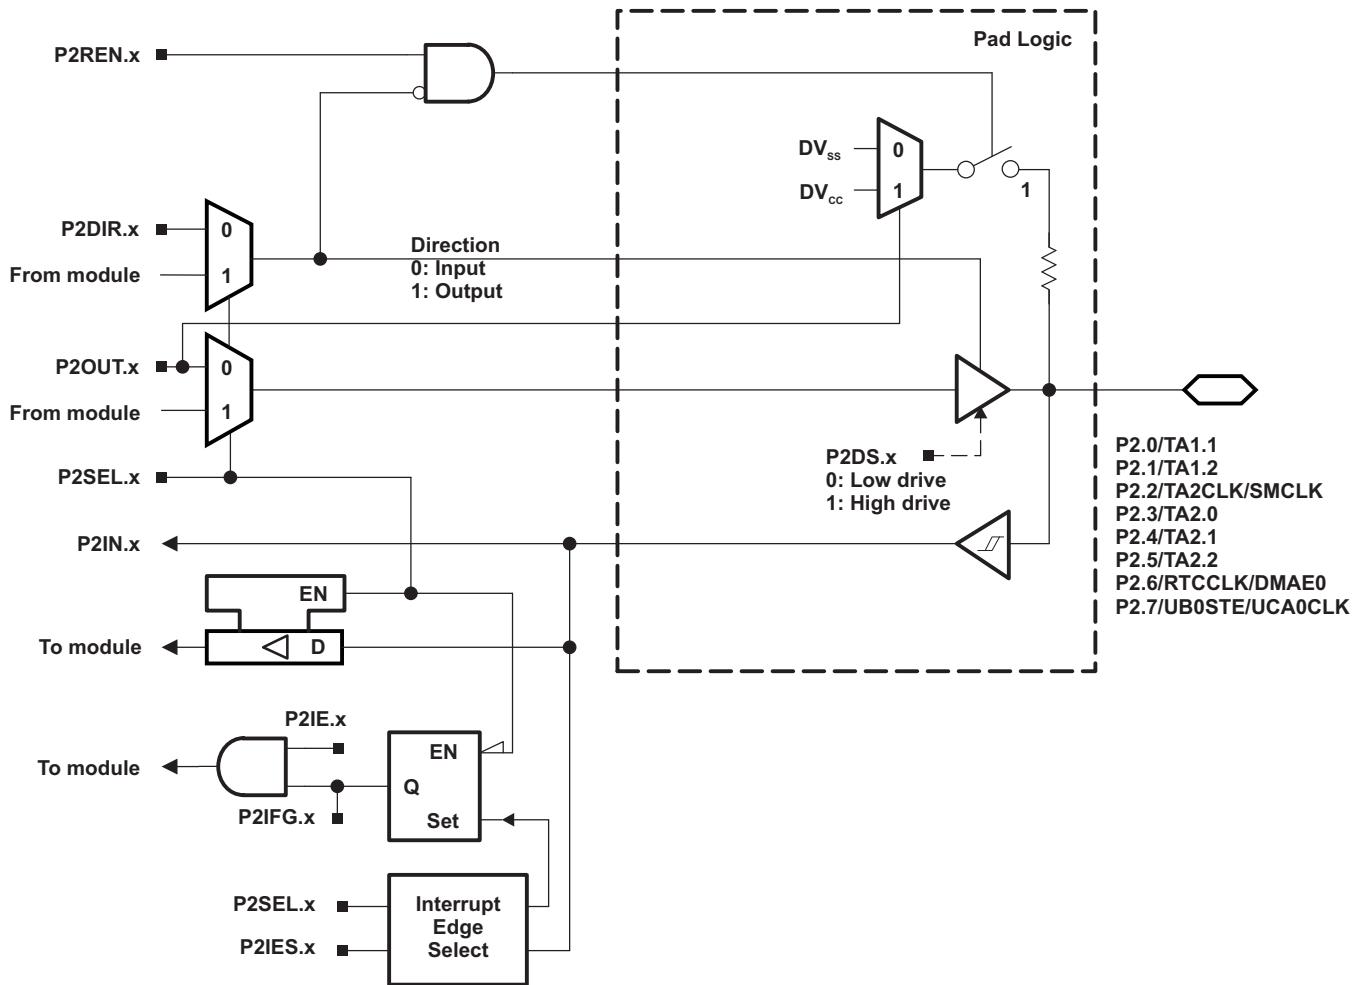 Pad Logic
P2REN.x
DVSS
0
DVCC
1
1
P2DIR.x
0
From module
1
Direction
0: Input
1: Output
P2OUT.x
0
From module
1
P2SEL.x
P2DS.x
0: Low drive
1: High drive
P2.0/TA1.1
P2.1/TA1.2
P2.2/TA2CLK/SMCLK
P2.3/TA2.0
P2.4/TA2.1
P2.5/TA2.2
P2.6/RTCCLK/DMAE0
P2.7/UB0STE/UCA0CLK
P2IN.x
EN
To module
D
P2IE.x
EN
To module
Q
P2IFG.x
Set
P2SEL.x
P2IES.x
Interrupt
Edge
Select